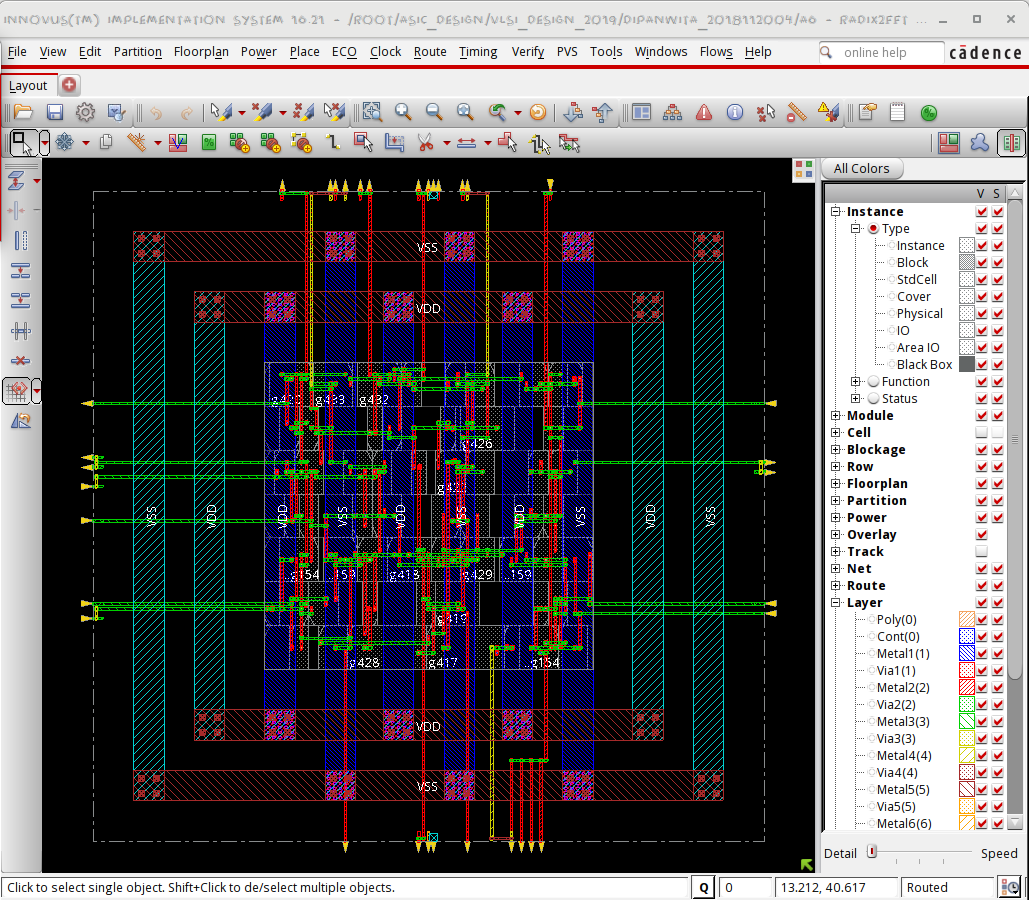 INNOVUS(TM) IMPLEMENTATION SYSTEM 16.21 - /ROOT/ASIC_DESIGN/VLSI_DESIGN_2019/DIPANWITA_2018112004/A6 - RADIX2FFT ...
File View Edit Partition Floorplan Power Place ECO Clock Route Timing Verify PVS Tools Windows Flows Help online help cādence
Layout
All Colors
V S
Instance
Type
Instance
Block
StdCell
Cover
Physical
IO
Area IO
Black Box
Function
Status
Module
Cell
Blockage
Row
Floorplan
Partition
Power
Overlay
Track
Net
Route
Layer
Poly(0)
Cont(0)
Metal1(1)
Via1(1)
Metal2(2)
Via2(2)
Metal3(3)
Via3(3)
Metal4(4)
Via4(4)
Metal5(5)
Via5(5)
Metal6(6)
VSS
VDD
g433 g432
g426
VSS VDD VDD VSS VDD VSS VDD VSS VDD VSS
g413 g429 ..159
g419
g428 g417 ..g154
VDD
VSS
Detail Speed
Click to select single object. Shift+Click to de/select multiple objects. Q 0 13.212, 40.617 Routed